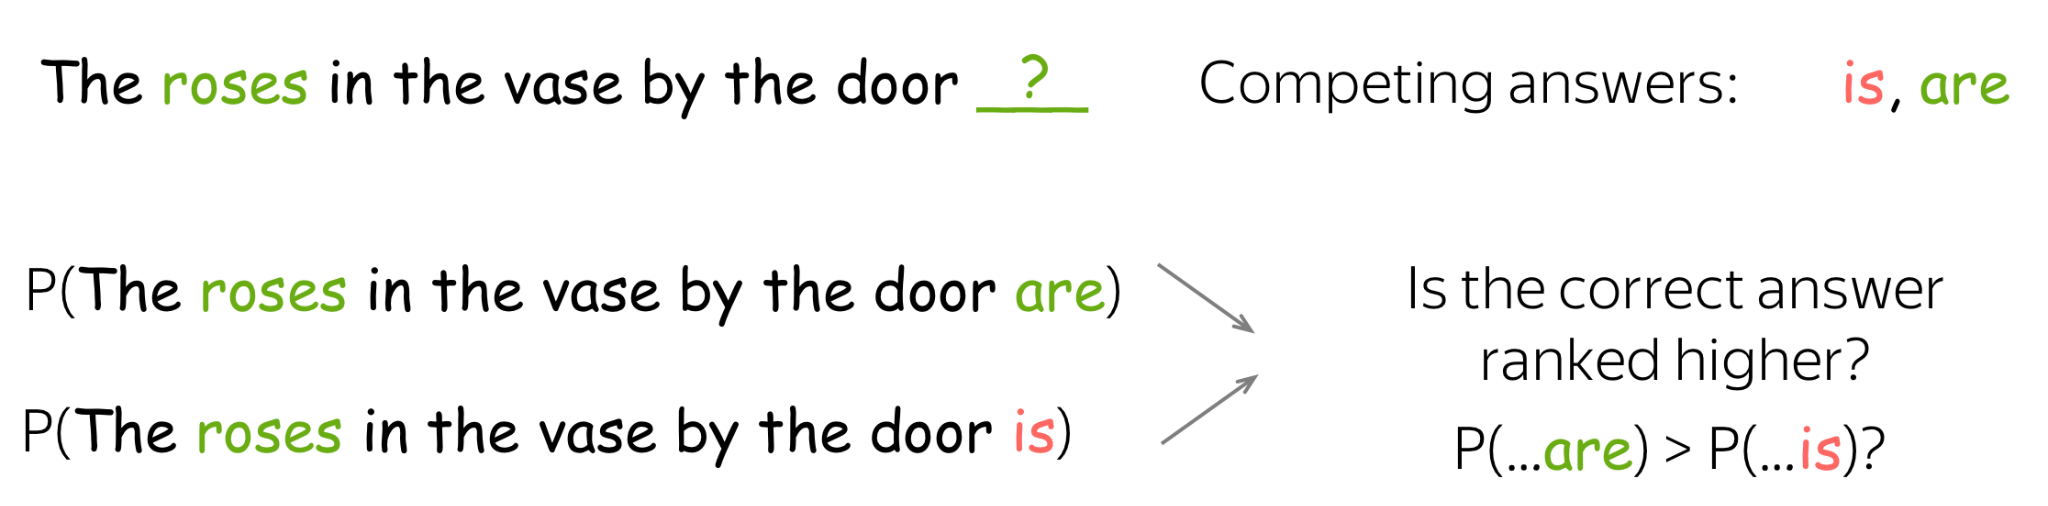 The roses in the vase by the door ? Competing answers: is, are
P(The roses in the vase by the door are)
P(The roses in the vase by the door is)
Is the correct answer
ranked higher?
P(...are) > P(...is)?